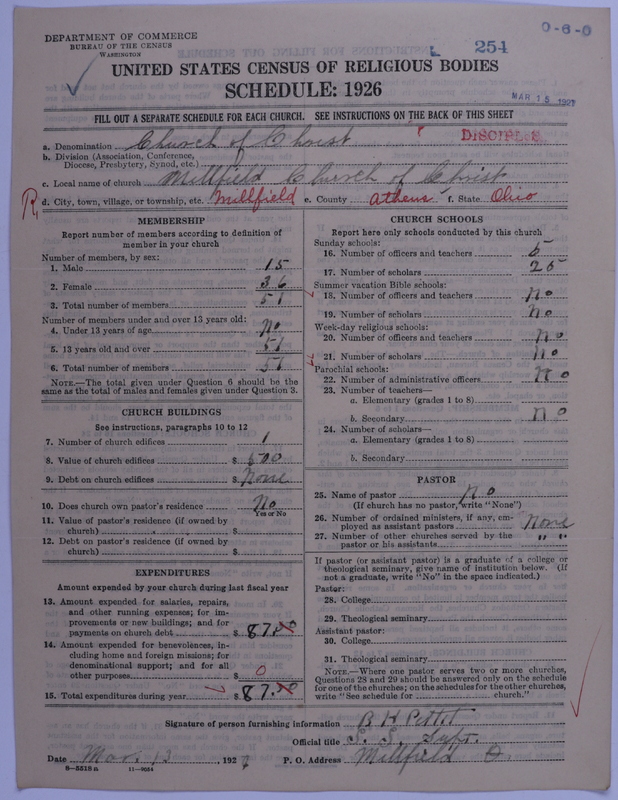 DEPARTMENT OF COMMERCE
BUREAU OF THE CENSUS
WASHINGTON
0-6-0
254
UNITED STATES CENSUS OF RELIGIOUS BODIES
SCHEDULE: 1926
MAR 15 1927
FILL OUT A SEPARATE SCHEDULE FOR EACH CHURCH. SEE INSTRUCTIONS ON THE BACK OF THIS SHEET
a. Denomination Church of Christ DISCIPLES
b. Division (Association, Conference,
Diocese, Presbytery, Synod, etc.)
c. Local name of church Millfield Church of Christ
R d. City, town, village, or township, etc. Millfield e. County Athens f. State Ohio
MEMBERSHIP
Report number of members according to definition of
member in your church
Number of members, by sex:
1. Male 15
2. Female 36
3. Total number of members 51
Number of members under and over 13 years old:
4. Under 13 years of age No
5. 13 years old and over 51
6. Total number of members 51
NOTE.—The total given under Question 6 should be the
same as the total of males and females given under Question 3.
CHURCH BUILDINGS
See instructions, paragraphs 10 to 12
7. Number of church edifices 1
8. Value of church edifices $ 500
9. Debt on church edifices $ None
10. Does church own pastor's residence No
Yes or No
11. Value of pastor's residence (if owned by
church) $
12. Debt on pastor's residence (if owned by
church) $
EXPENDITURES
Amount expended by your church during last fiscal year
13. Amount expended for salaries, repairs,
and other running expenses; for im-
provements or new buildings; and for
payments on church debt $ 87.00
14. Amount expended for benevolences, in-
cluding home and foreign missions; for
denominational support; and for all
other purposes $ 0
15. Total expenditures during year $ 87.00
CHURCH SCHOOLS
Report here only schools conducted by this church
Sunday schools:
16. Number of officers and teachers 5
17. Number of scholars 25
Summer vacation Bible schools:
18. Number of officers and teachers No
19. Number of scholars No
Week-day religious schools:
20. Number of officers and teachers No
21. Number of scholars No
Parochial schools:
22. Number of administrative officers No
23. Number of teachers—
a. Elementary (grades 1 to 8)
b. Secondary No
24. Number of scholars—
a. Elementary (grades 1 to 8)
b. Secondary
PASTOR
25. Name of pastor No
(If church has no pastor, write "None")
26. Number of ordained ministers, if any, em-
ployed as assistant pastors None
27. Number of other churches served by the
pastor or his assistants " "
If pastor (or assistant pastor) is a graduate of a college or
theological seminary, give name of institution below. (If
not a graduate, write "No" in the space indicated.)
Pastor:
28. College
29. Theological seminary
Assistant pastor:
30. College
31. Theological seminary
NOTE.—Where one pastor serves two or more churches,
Questions 28 and 29 should be answered only on the schedule
for one of the churches; on the schedules for the other churches,
write "See schedule for church."
Signature of person furnishing information
Official title S. S. Supt.
Date Mar. 13, 1927 P. O. Address Millfield O.
8-5519a 11-9064